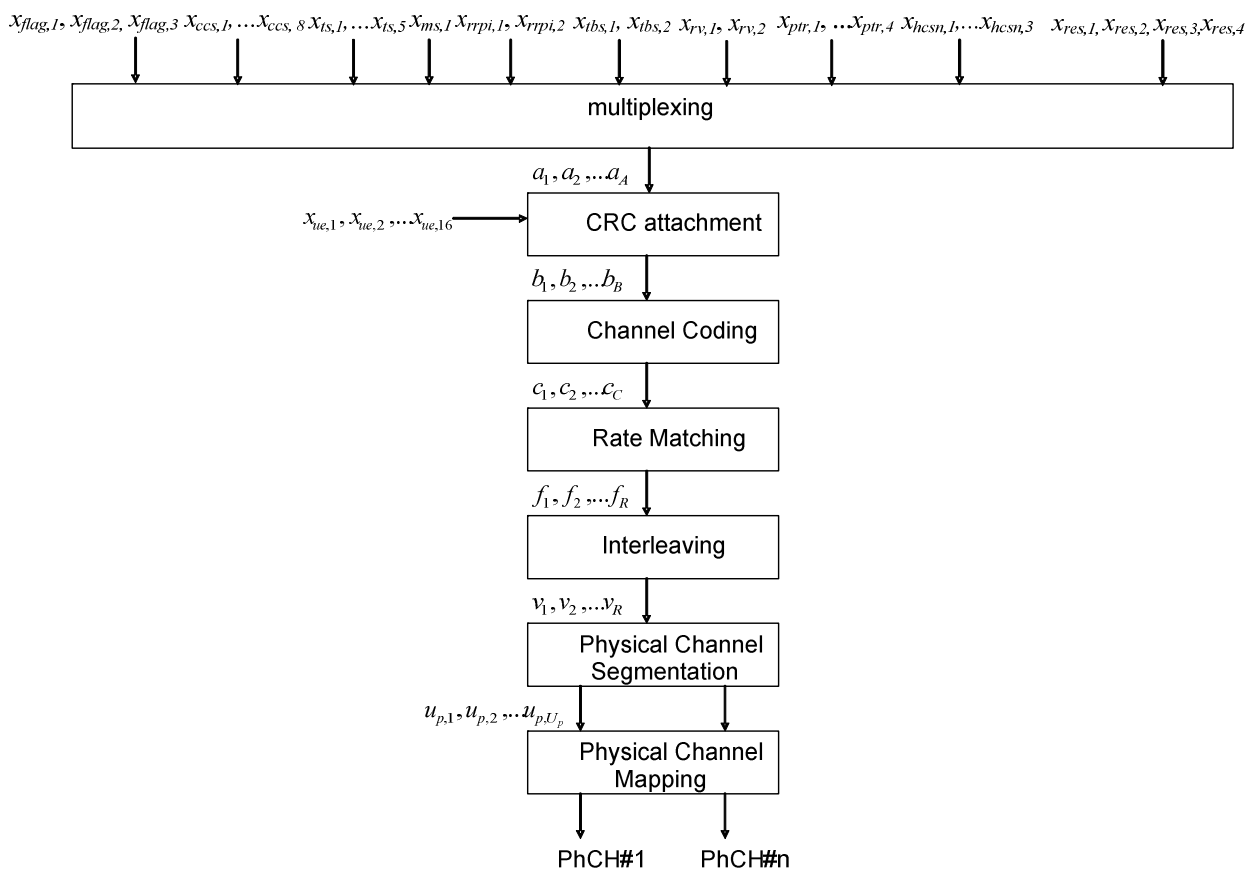 x_flag,1, x_flag,2, x_flag,3 x_ccs,1, ...x_ccs,8 x_ts,1, ...x_ts,5 x_ms,1 x_rrpi,1, x_rrpi,2 x_tbs,1, x_tbs,2 x_rv,1, x_rv,2 x_ptr,1, ...x_ptr,4 x_hcsn,1, ...x_hcsn,3 x_res,1, x_res,2, x_res,3, x_res,4
multiplexing
a_1, a_2, ...a_A
x_ue,1, x_ue,2, ...x_ue,16
CRC attachment
b_1, b_2, ...b_B
Channel Coding
c_1, c_2, ...c_C
Rate Matching
f_1, f_2, ...f_R
Interleaving
v_1, v_2, ...v_R
Physical Channel
Segmentation
u_p,1, u_p,2, ...u_p,U_p
Physical Channel
Mapping
PhCH#1 PhCH#n